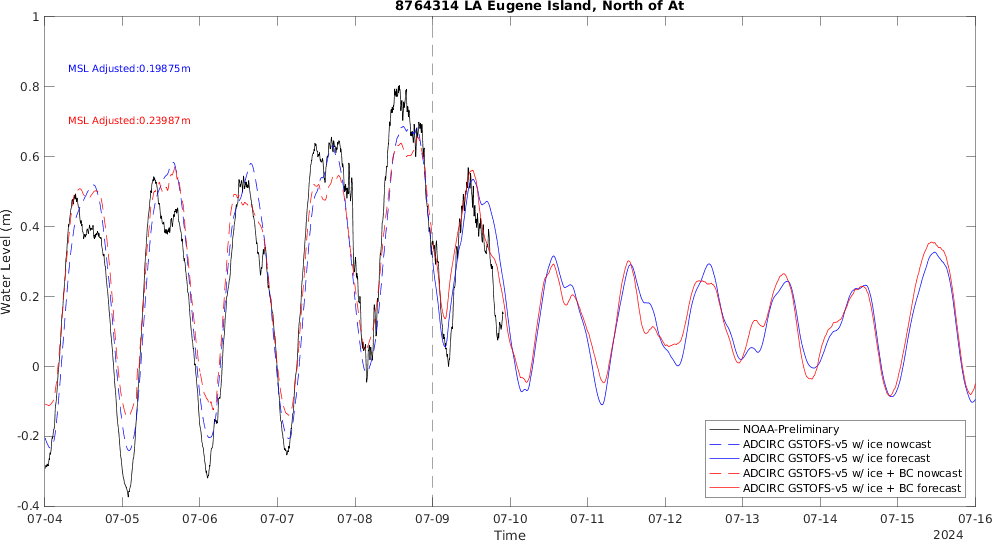 8764314 LA Eugene Island, North of At
MSL Adjusted:0.19875m
MSL Adjusted:0.23987m
Water Level (m)
1
0.8
0.6
0.4
0.2
0
-0.2
-0.4
NOAA-Preliminary
ADCIRC GSTOFS-v5 w/ ice nowcast
ADCIRC GSTOFS-v5 w/ ice forecast
ADCIRC GSTOFS-v5 w/ ice + BC nowcast
ADCIRC GSTOFS-v5 w/ ice + BC forecast
07-04 07-05 07-06 07-07 07-08 07-09 07-10 07-11 07-12 07-13 07-14 07-15 07-16
Time
2024